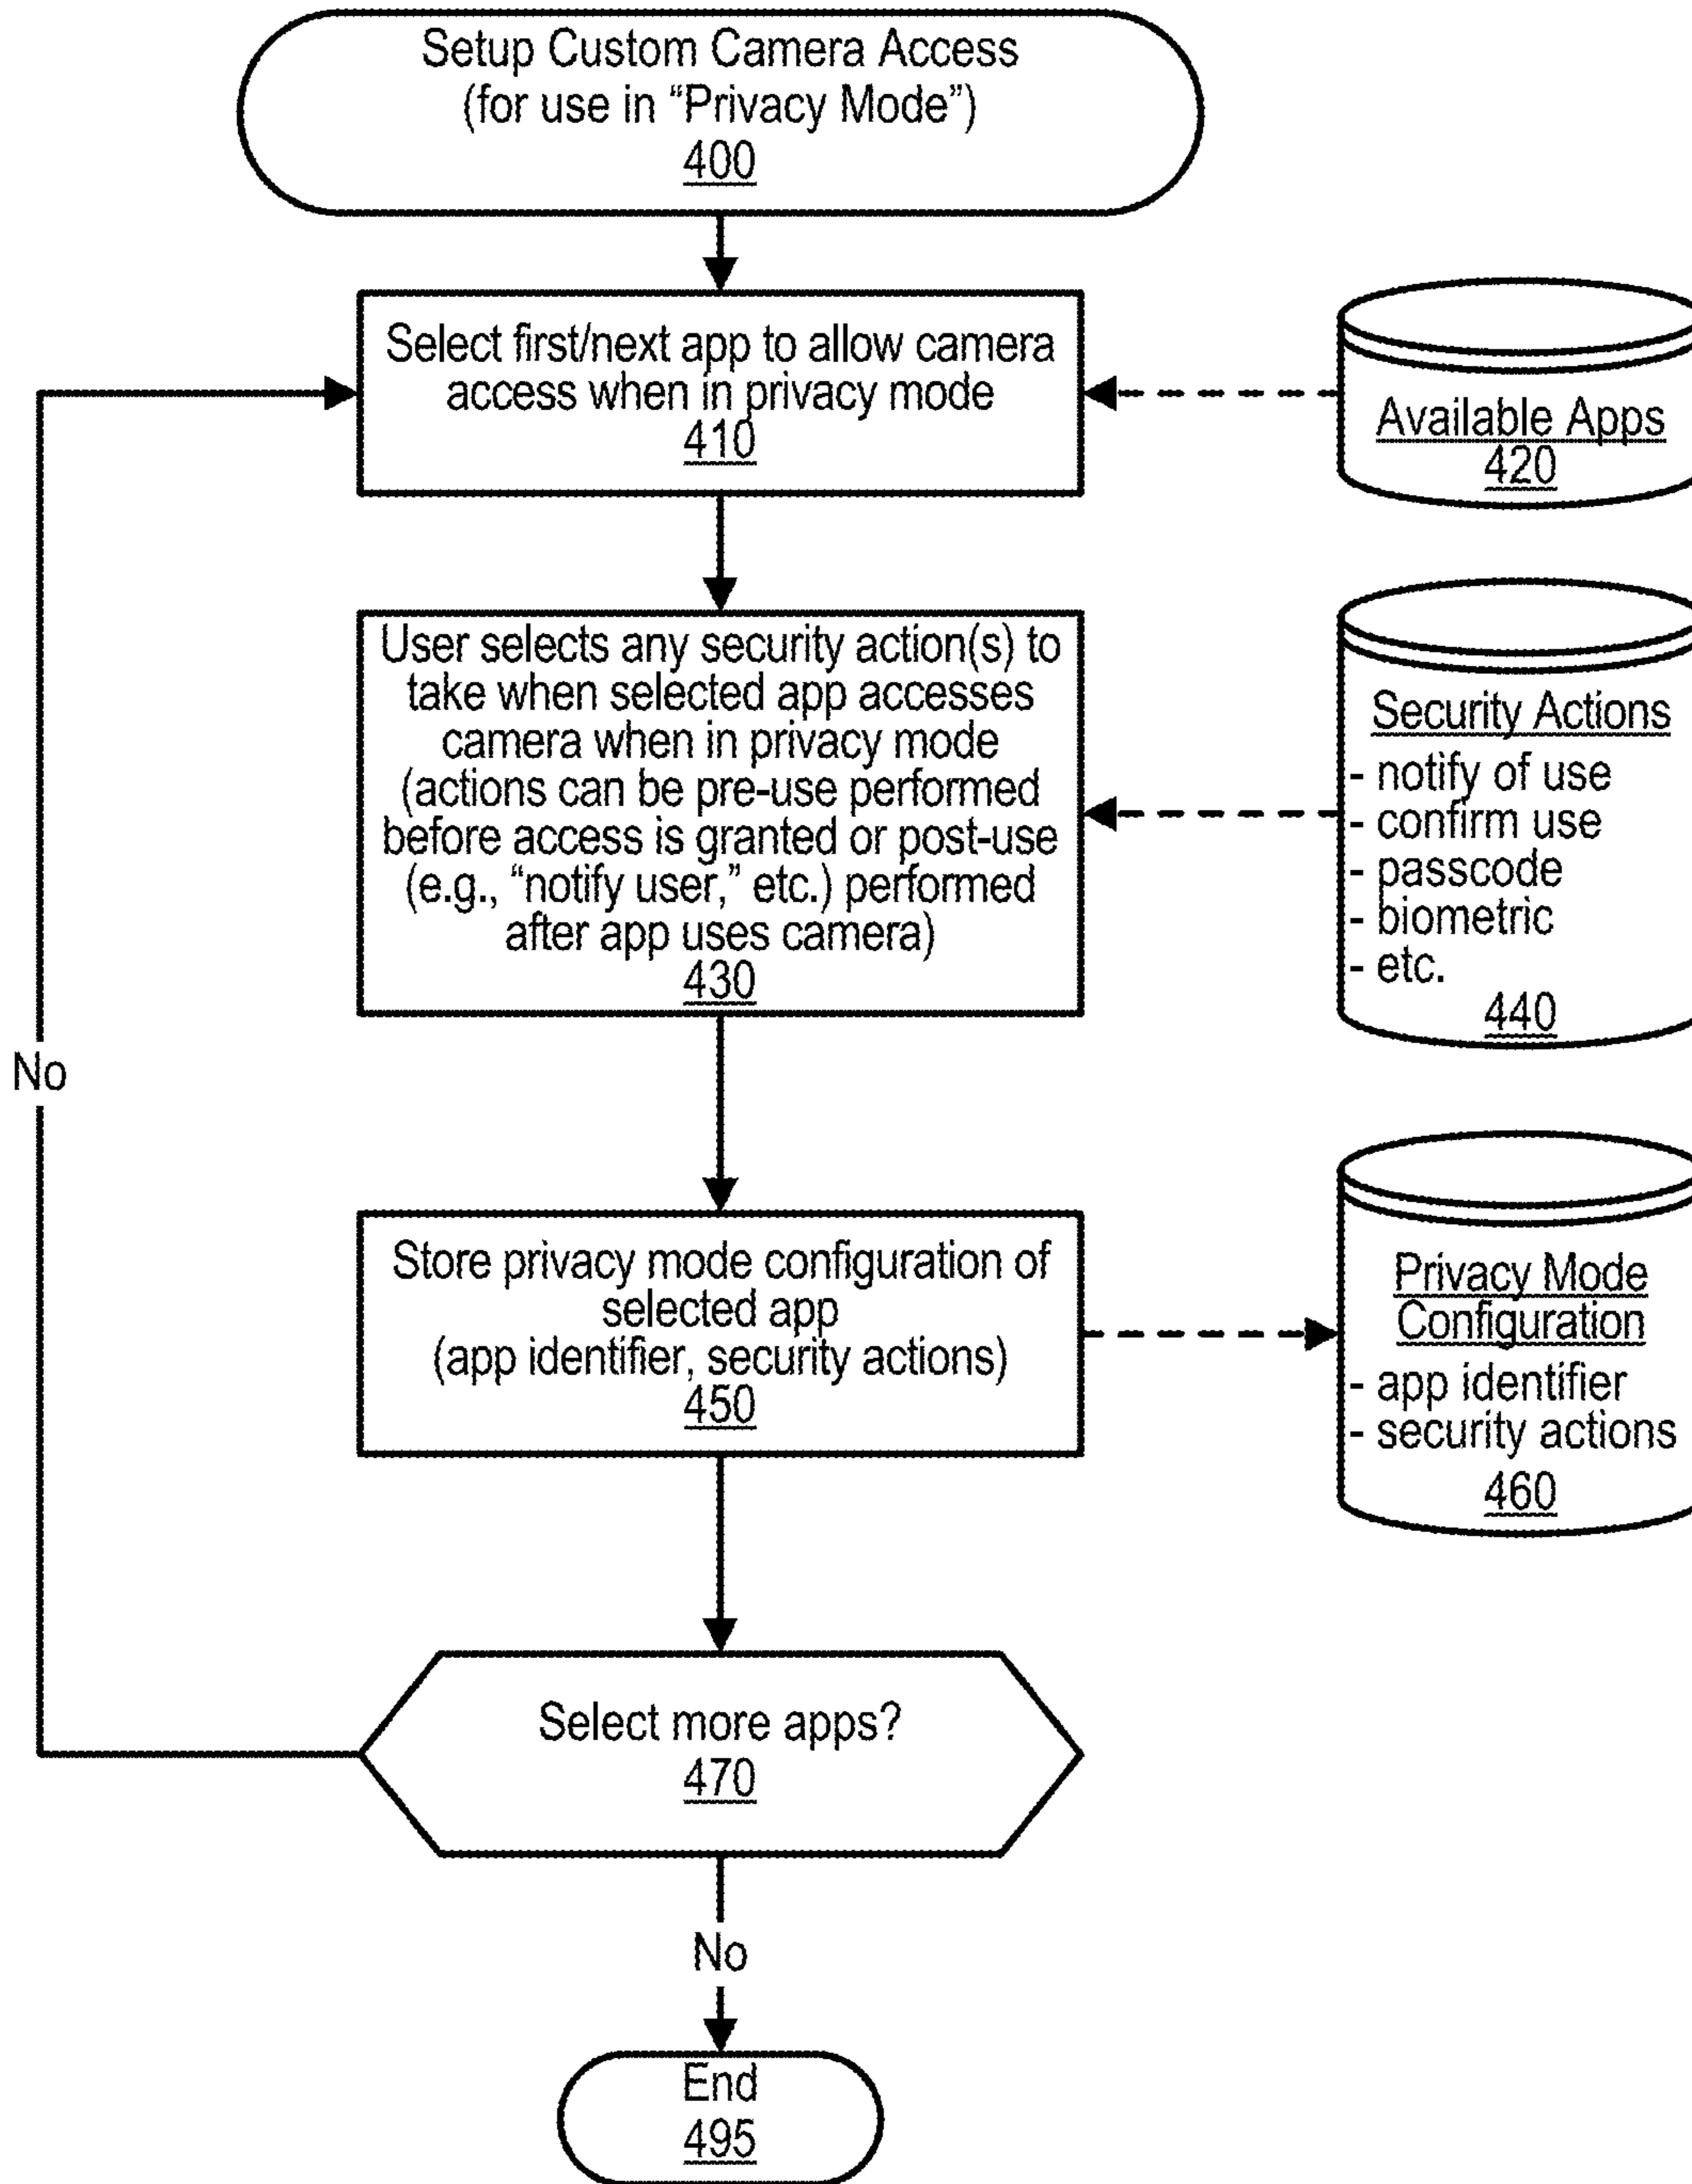 Setup Custom Camera Access
(for use in “Privacy Mode”)
400
Select first/next app to allow camera
access when in privacy mode
410
Available Apps
420
User selects any security action(s) to
take when selected app accesses
camera when in privacy mode
(actions can be pre-use performed
before access is granted or post-use
(e.g., “notify user,” etc.) performed
after app uses camera)
430
Security Actions
- notify of use
- confirm use
- passcode
- biometric
- etc.
440
No
Store privacy mode configuration of
selected app
(app identifier, security actions)
450
Privacy Mode
Configuration
- app identifier
- security actions
460
Select more apps?
470
No
End
495